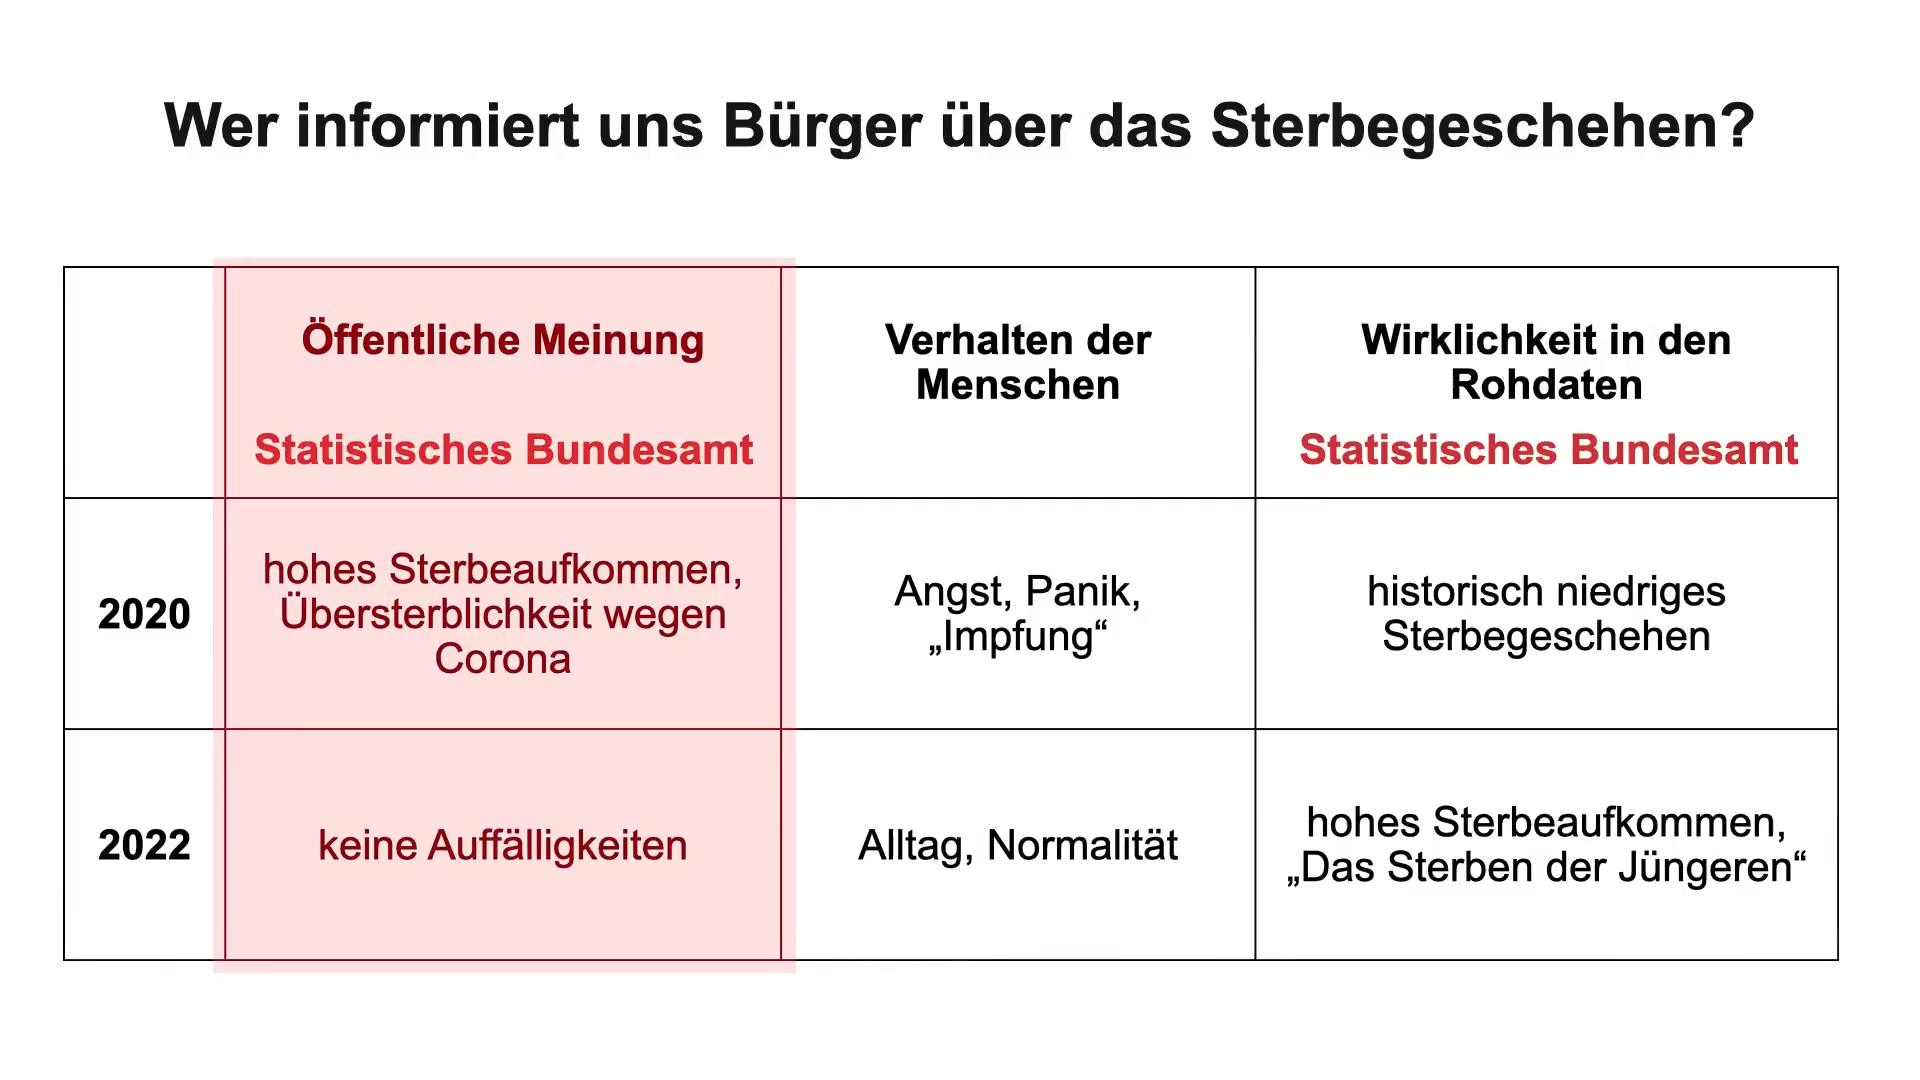 Wer informiert uns Bürger über das Sterbegeschehen?
Öffentliche Meinung
Statistisches Bundesamt
Verhalten der
Menschen
Wirklichkeit in den
Rohdaten
Statistisches Bundesamt
2020
hohes Sterbeaufkommen,
Übersterblichkeit wegen
Corona
Angst, Panik,
„Impfung“
historisch niedriges
Sterbegeschehen
2022
keine Auffälligkeiten
Alltag, Normalität
hohes Sterbeaufkommen,
„Das Sterben der Jüngeren“